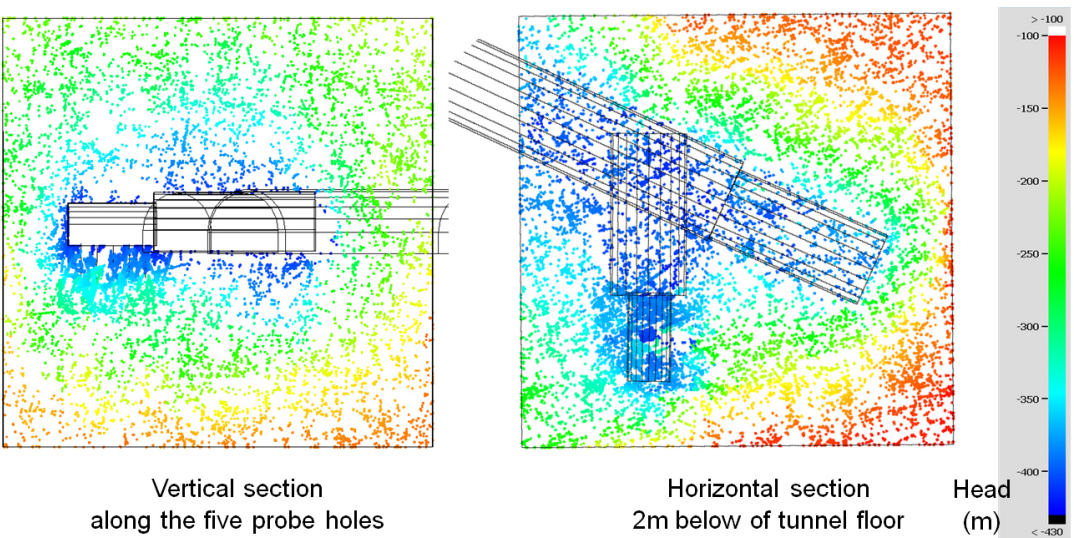 > -100
-100
-150
-200
-250
-300
-350
-400
< -430
Vertical section
along the five probe holes
Horizontal section
2m below of tunnel floor
Head
(m)